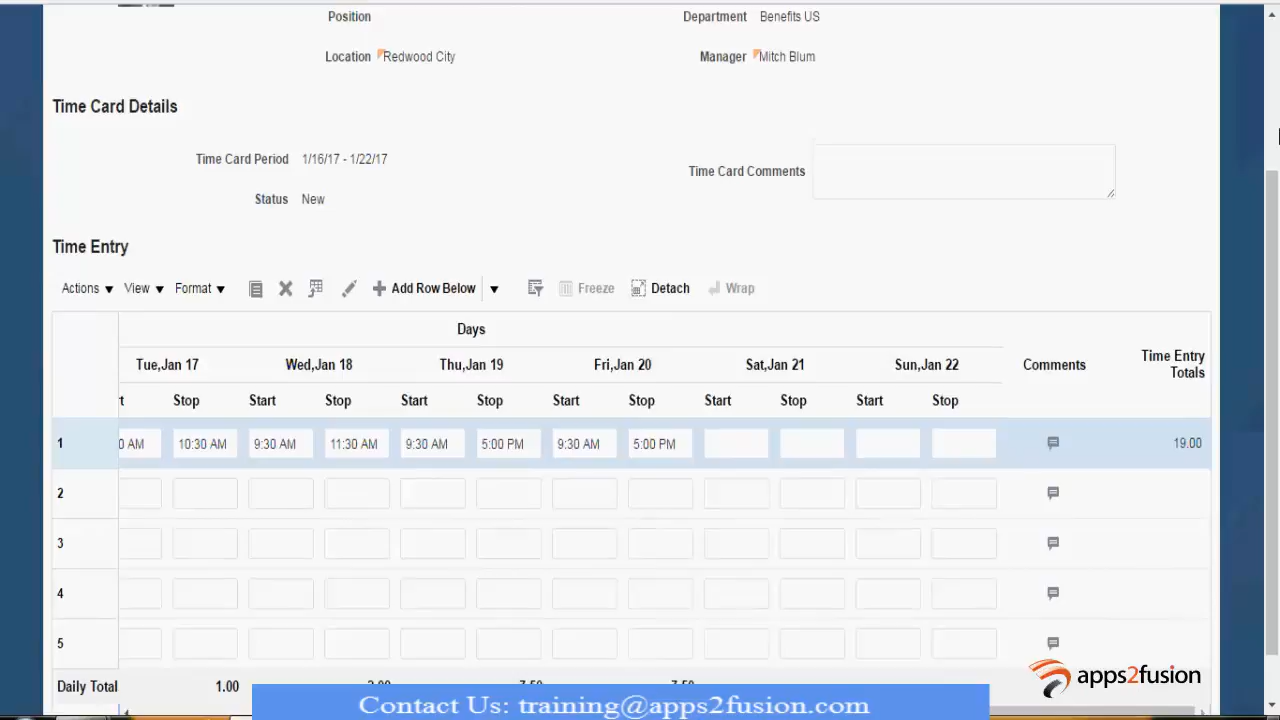 Position Department Benefits US
Location Redwood City Manager Mitch Blum
Time Card Details
Time Card Period 1/16/17 - 1/22/17
Time Card Comments
Status New
Time Entry
Actions View Format Add Row Below Freeze Detach Wrap
Days
Tue,Jan 17 Wed,Jan 18 Thu,Jan 19 Fri,Jan 20 Sat,Jan 21 Sun,Jan 22 Comments Time Entry Totals
Stop Start Stop Start Stop Start Stop Start Stop Start Stop
1 0 AM 10:30 AM 9:30 AM 11:30 AM 9:30 AM 5:00 PM 9:30 AM 5:00 PM 19.00
2
3
4
5
apps2fusion
Daily Total 1.00
Contact Us: training@apps2fusion.com